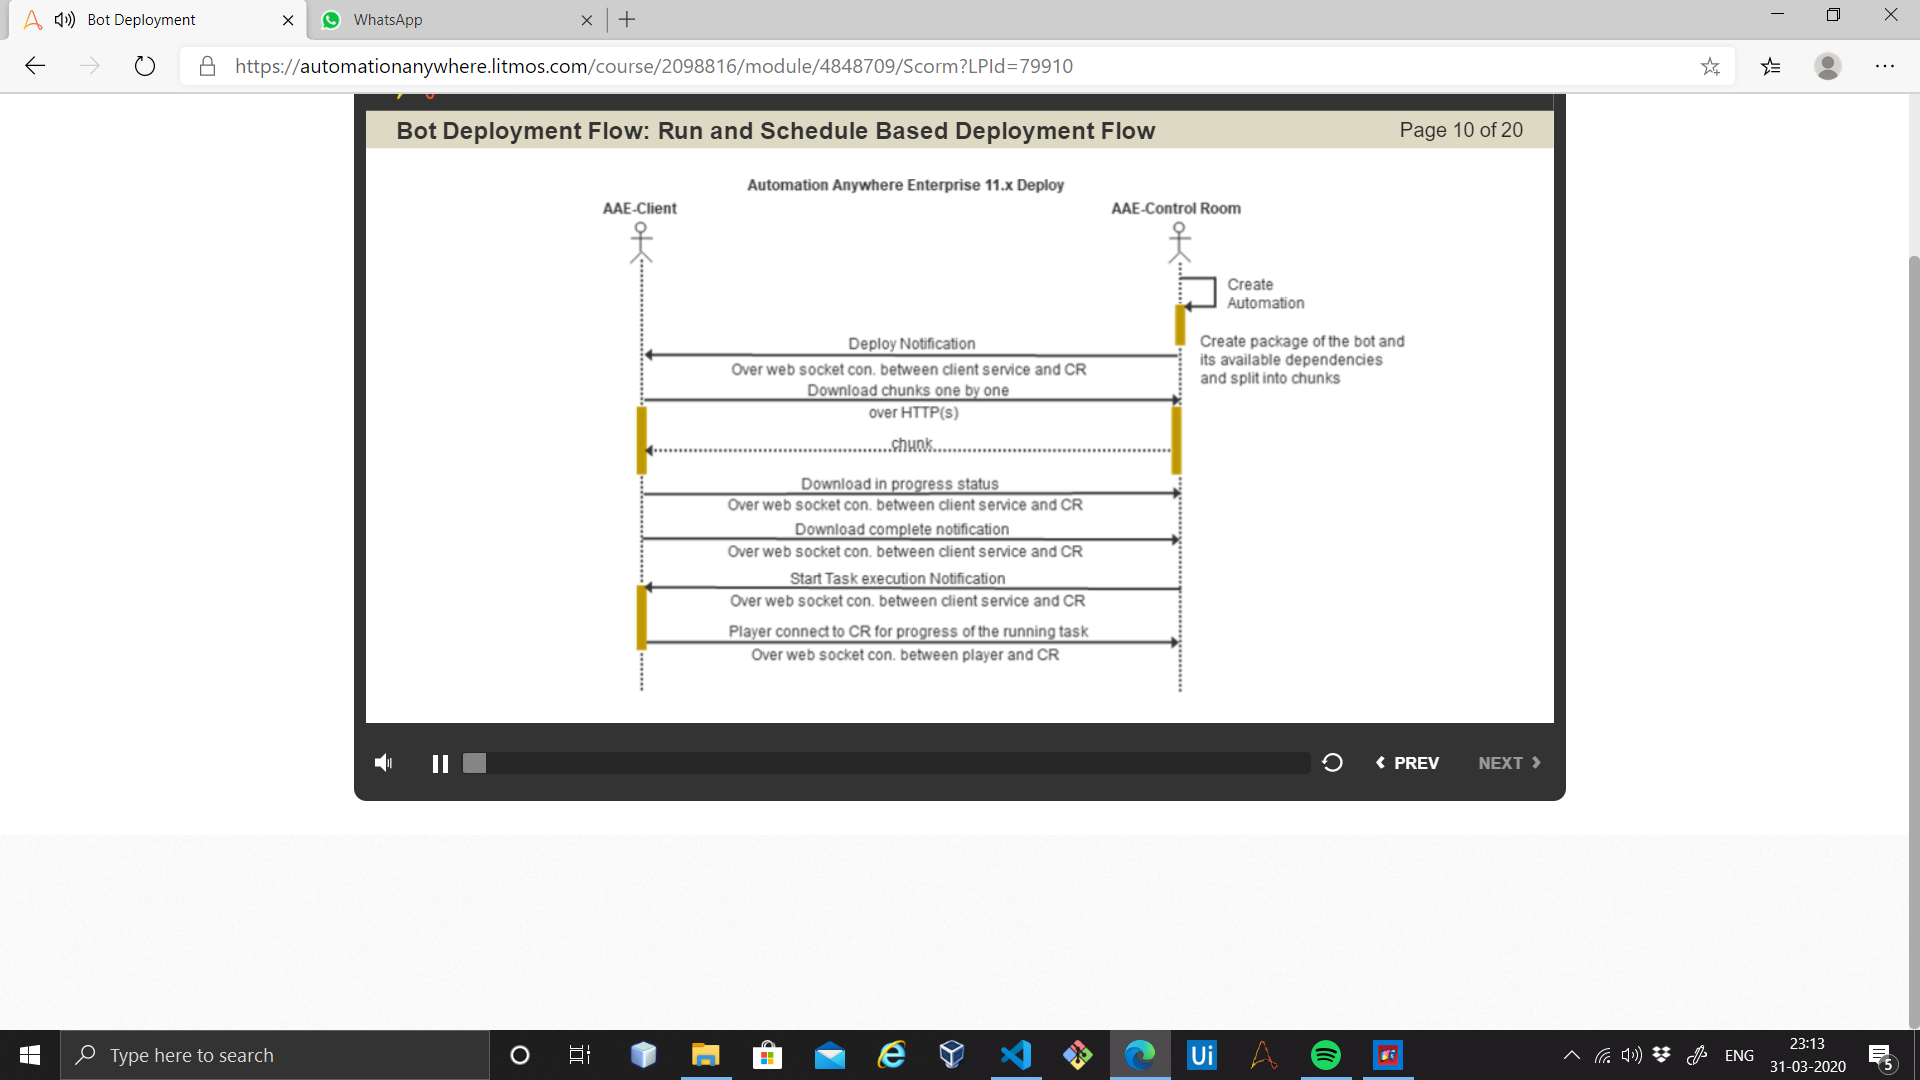 Bot Deployment
WhatsApp
https://automationanywhere.litmos.com/course/2098816/module/4848709/Scorm?LPId=79910
Bot Deployment Flow: Run and Schedule Based Deployment Flow
Page 10 of 20
Automation Anywhere Enterprise 11.x Deploy
AAE-Client
AAE-Control Room
Create
Automation
Create package of the bot and
its available dependencies
and split into chunks
Deploy Notification
Over web socket con. between client service and CR
Download chunks one by one
over HTTP(s)
chunk
Download in progress status
Over web socket con. between client service and CR
Download complete notification
Over web socket con. between client service and CR
Start Task execution Notification
Over web socket con. between client service and CR
Player connect to CR for progress of the running task
Over web socket con. between player and CR
PREV
NEXT
Type here to search
Ui
ENG
23:13
31-03-2020
5